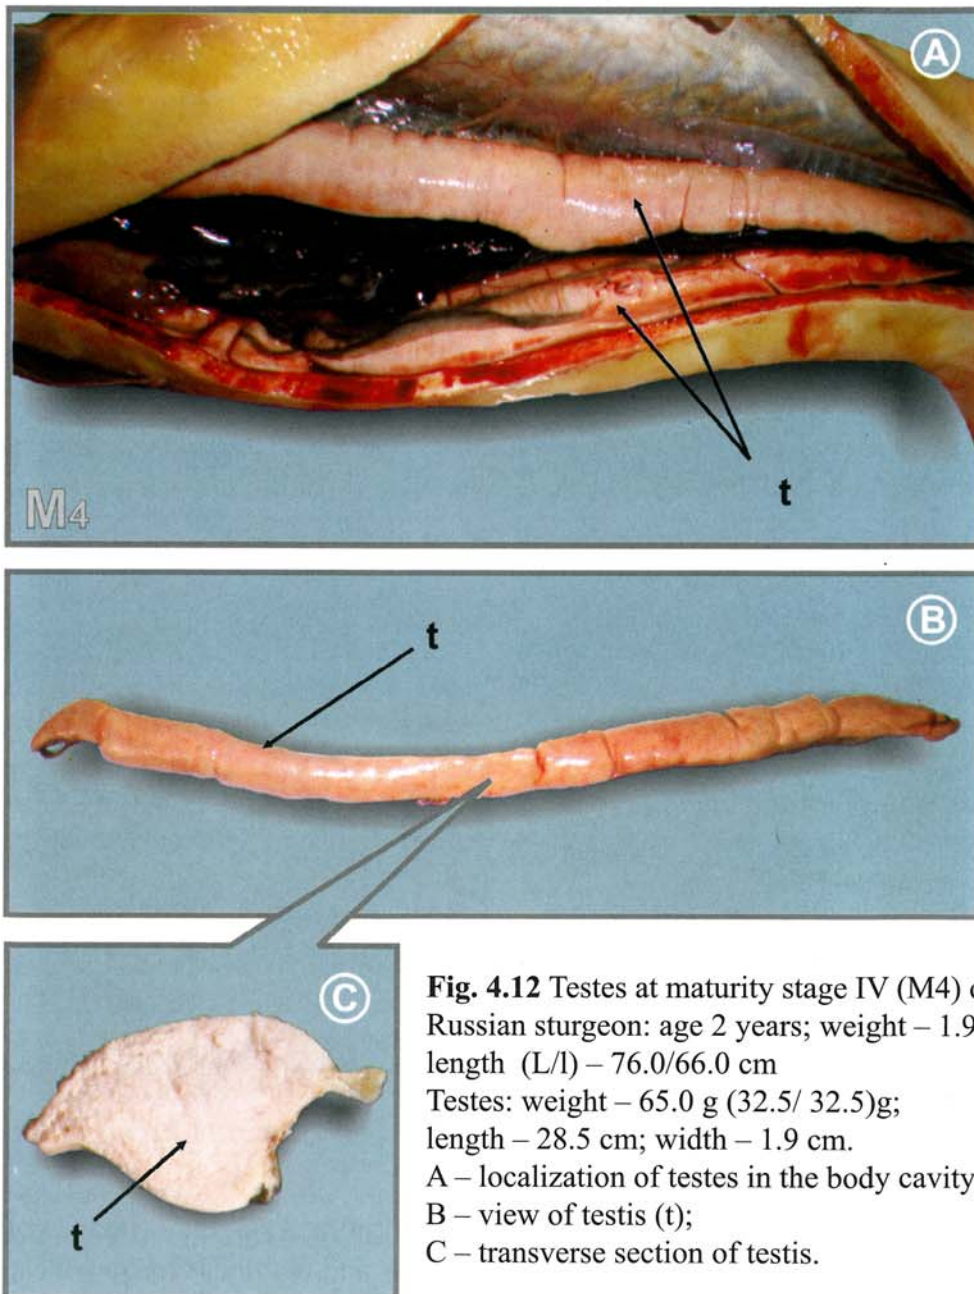 A
t
M4
B
t
C
t
Fig. 4.12 Testes at maturity stage IV (M4)
Russian sturgeon: age 2 years; weight – 1.9
length (L/l) – 76.0/66.0 cm
Testes: weight – 65.0 g (32.5/ 32.5)g;
length – 28.5 cm; width – 1.9 cm.
A – localization of testes in the body cavity
B – view of testis (t);
C – transverse section of testis.